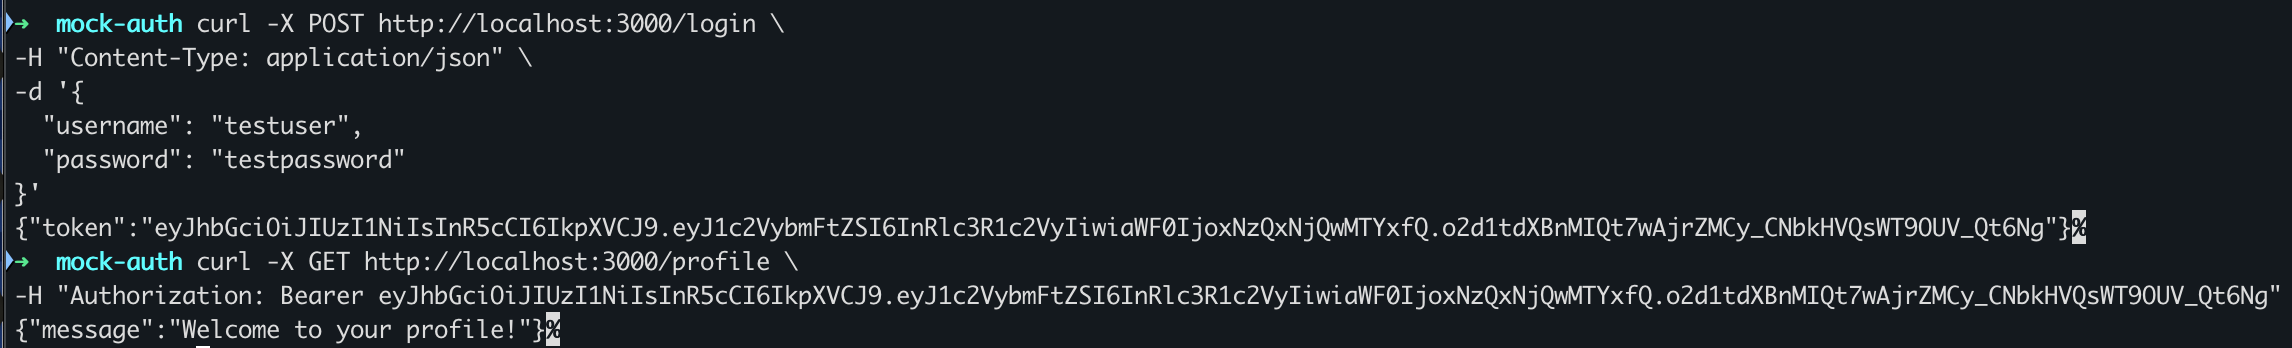 ➜  mock-auth curl -X POST http://localhost:3000/login \
-H "Content-Type: application/json" \
-d '{
  "username": "testuser",
  "password": "testpassword"
}'
{"token":"eyJhbGciOiJIUzI1NiIsInR5cCI6IkpXVCJ9.eyJ1c2VybmFtZSI6InRlc3R1c2VyIiwiaWF0IjoxNzQxNjQwMTYxfQ.o2d1tdXBnMIQt7wAjrZMCy_CNbkHVQsWT9OUV_Qt6Ng"}%
➜  mock-auth curl -X GET http://localhost:3000/profile \
-H "Authorization: Bearer eyJhbGciOiJIUzI1NiIsInR5cCI6IkpXVCJ9.eyJ1c2VybmFtZSI6InRlc3R1c2VyIiwiaWF0IjoxNzQxNjQwMTYxfQ.o2d1tdXBnMIQt7wAjrZMCy_CNbkHVQsWT9OUV_Qt6Ng"
{"message":"Welcome to your profile!"}%